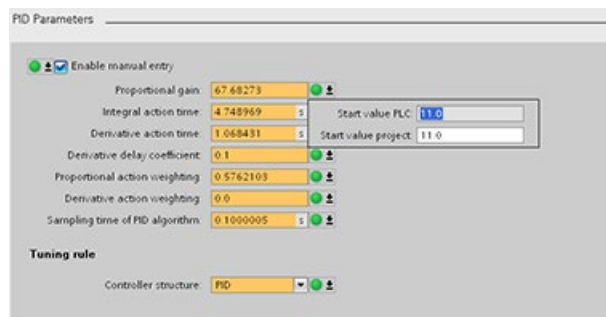 PID Parameters
Enable manual entry
Proportional gain: 67.68273
Integral action time: 4.748969 s
Start value PLC: 11.0
Derivative action time: 1.068431 s
Start value project: 11.0
Derivative delay coefficient: 0.1
Proportional action weighting: 0.5762103
Derivative action weighting: 0.0
Sampling time of PID algorithm: 0.1000005 s
Tuning rule
Controller structure: PID